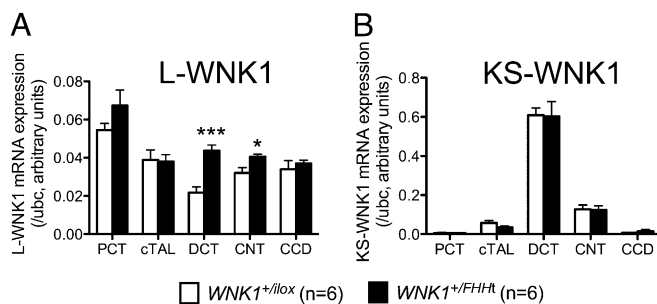 A
L-WNK1
L-WNK1 mRNA expression
(/ubc, arbitrary units)
0.08
0.06
0.04
0.02
0.00
***
*
PCT cTAL DCT CNT CCD
B
KS-WNK1
KS-WNK1 mRNA expression
(/ubc, arbitrary units)
0.8
0.6
0.4
0.2
0.0
PCT cTAL DCT CNT CCD
WNK1+/ilox (n=6) WNK1+/FHHt (n=6)